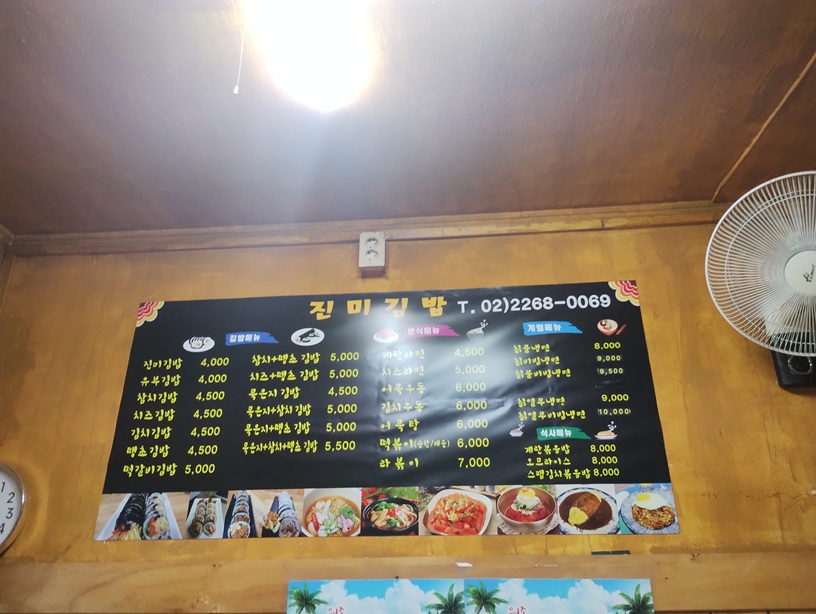 진미김밥 T. 02)2268-0069
김밥메뉴
진미김밥 4,000
유부김밥 4,000
참치김밥 4,500
치즈김밥 4,500
김치김밥 4,500
땡초김밥 4,500
떡갈비김밥 5,000
참치+땡초김밥 5,000
치즈+땡초 김밥 5,000
묵은지 김밥 4,500
묵은지+참치김밥 5,000
묵은지+땡초김밥 5,000
묵은지+참치+땡초김밥 5,500
분식메뉴
계란라면 4,500
치즈라면 5,000
어묵우동 6,000
김치우동 6,000
어묵탕 6,000
떡볶이 6,000
라볶이 7,000
계절메뉴
8,000
9,000
9,500
9,000
10,000
식사메뉴
계란볶음밥 8,000
오므라이스 8,000
스팸김치볶음밥 8,000
1
2
3
4